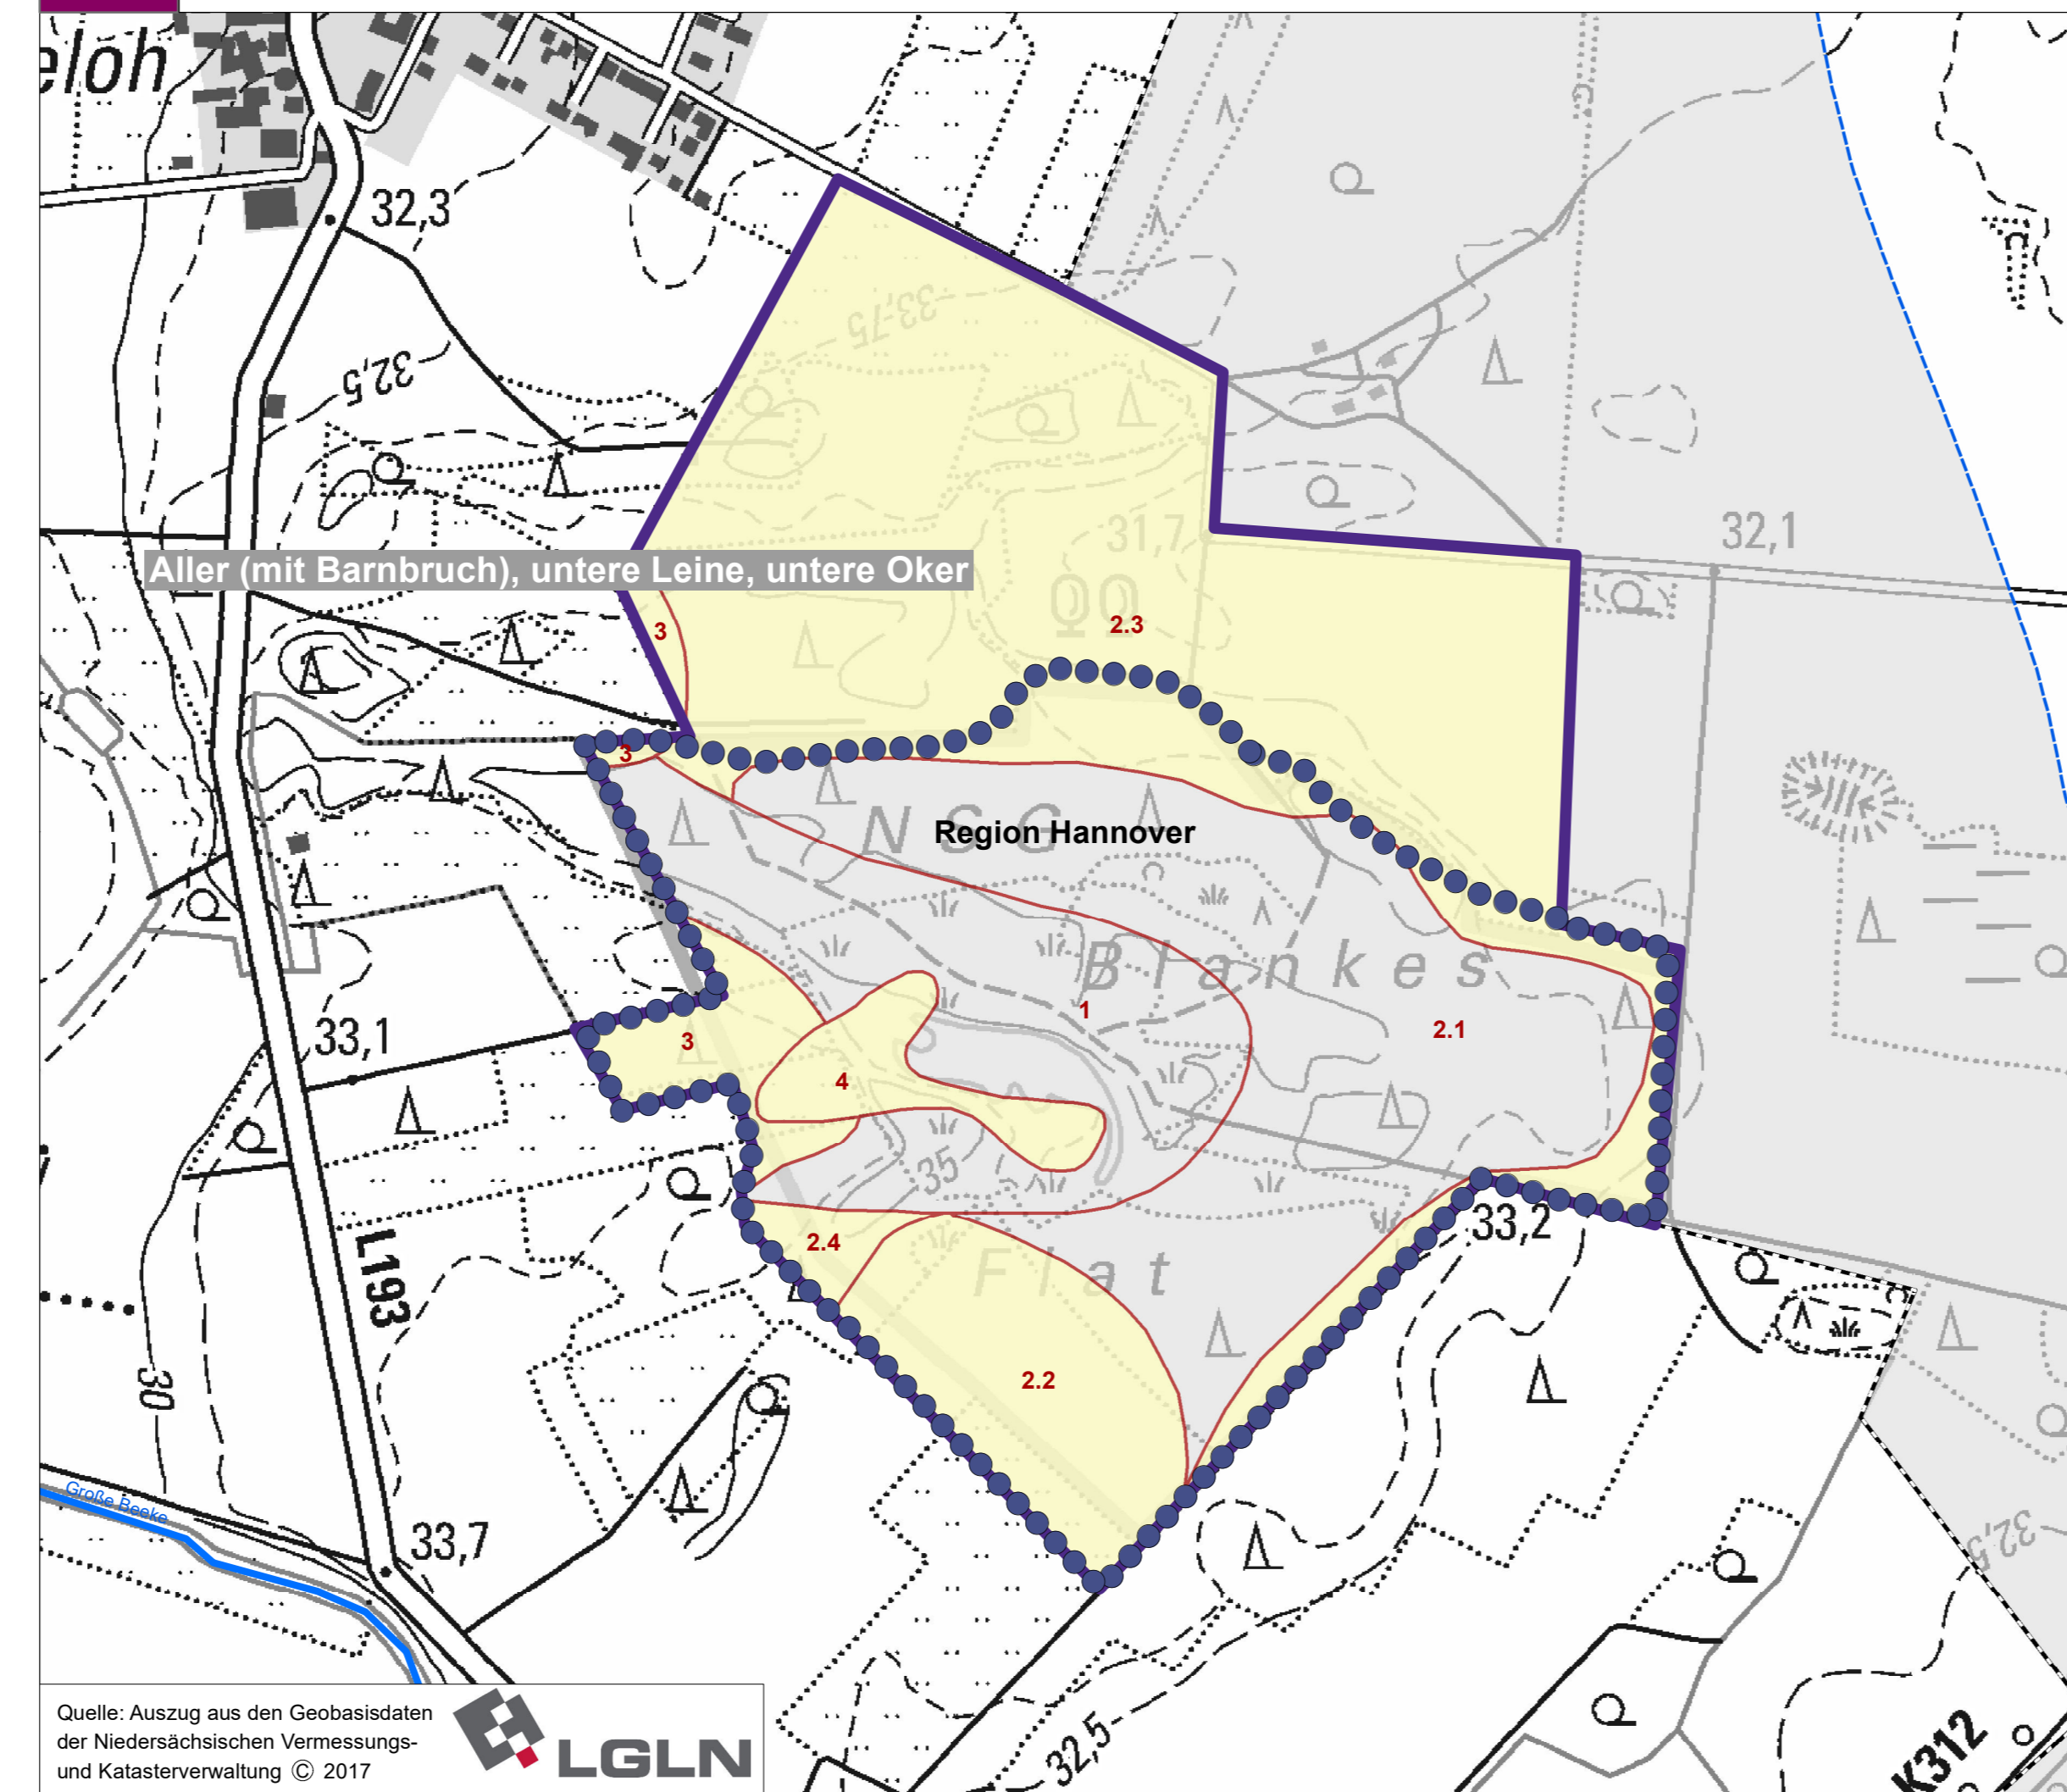 eloh
32,3
33-75
32,5
31,7
32,1
Aller (mit Barnbruch), untere Leine, untere Oker
3
2.3
3
NSG
Region Hannover
Blankes
1
2.1
33,1
3
4
35
33,2
2.4
Flat
L193
2.2
30
Große Beeke
33,7
32,5
32,5
K312
Quelle: Auszug aus den Geobasisdaten
der Niedersächsischen Vermessungs-
und Katasterverwaltung © 2017
LGLN